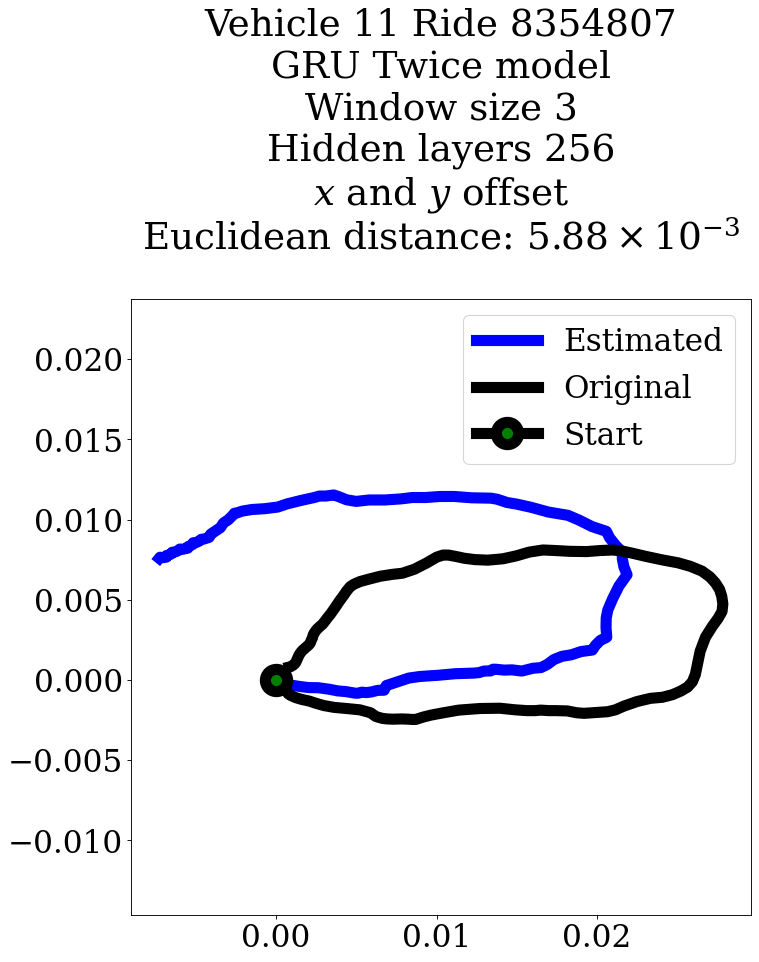 Vehicle 11 Ride 8354807
GRU Twice model
Window size 3
Hidden layers 256
x and y offset
Euclidean distance: 5.88 × 10⁻³
Estimated
Original
Start
0.020
0.015
0.010
0.005
0.000
−0.005
−0.010
0.00 0.01 0.02